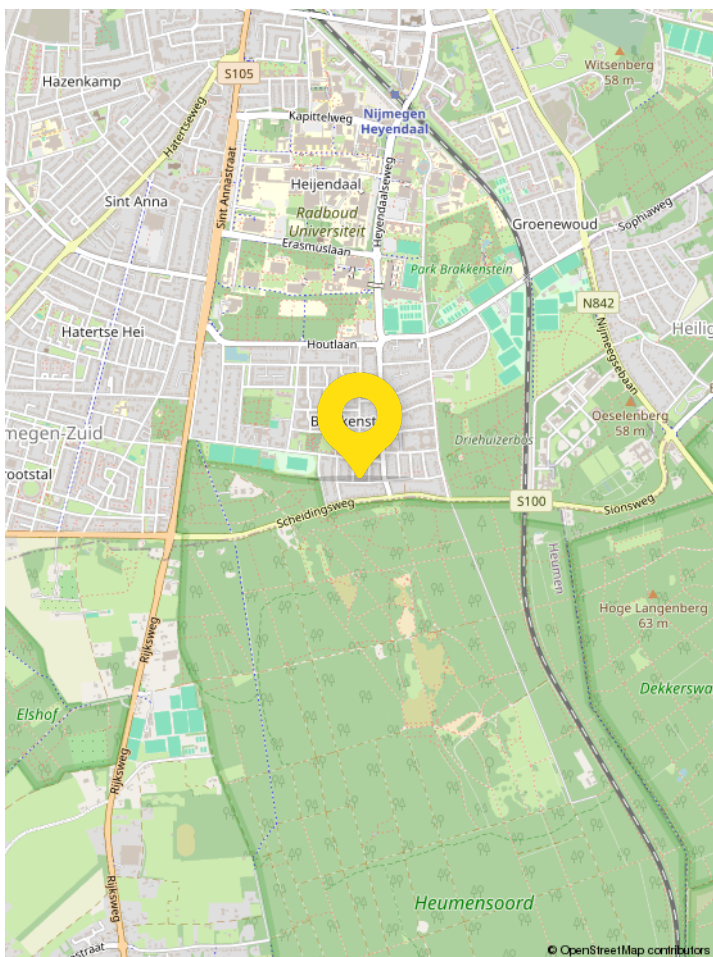 Witsenberg
58 m
S105
Hazenkamp
Nijmegen
Heyendaal
Kapittelweg
Hatertseweg
Sint Annastraat
Heyendaalseweg
Heijendaal
Sint Anna
Radboud
Universiteit
Groenewoud
Sophiaweg
Erasmuslaan
Park Brakkenstein
N842
Hatertse Hei
Nijmeegsebaan
Houtlaan
Oeselenberg
58 m
Driehuizerbos
Scheidingsweg
S100
Sionsweg
Heumen
Hoge Langenberg
63 m
Rijksweg
Elshof
Rijksweg
Heumensoord
Rijksweg
© OpenStreetMap contributors